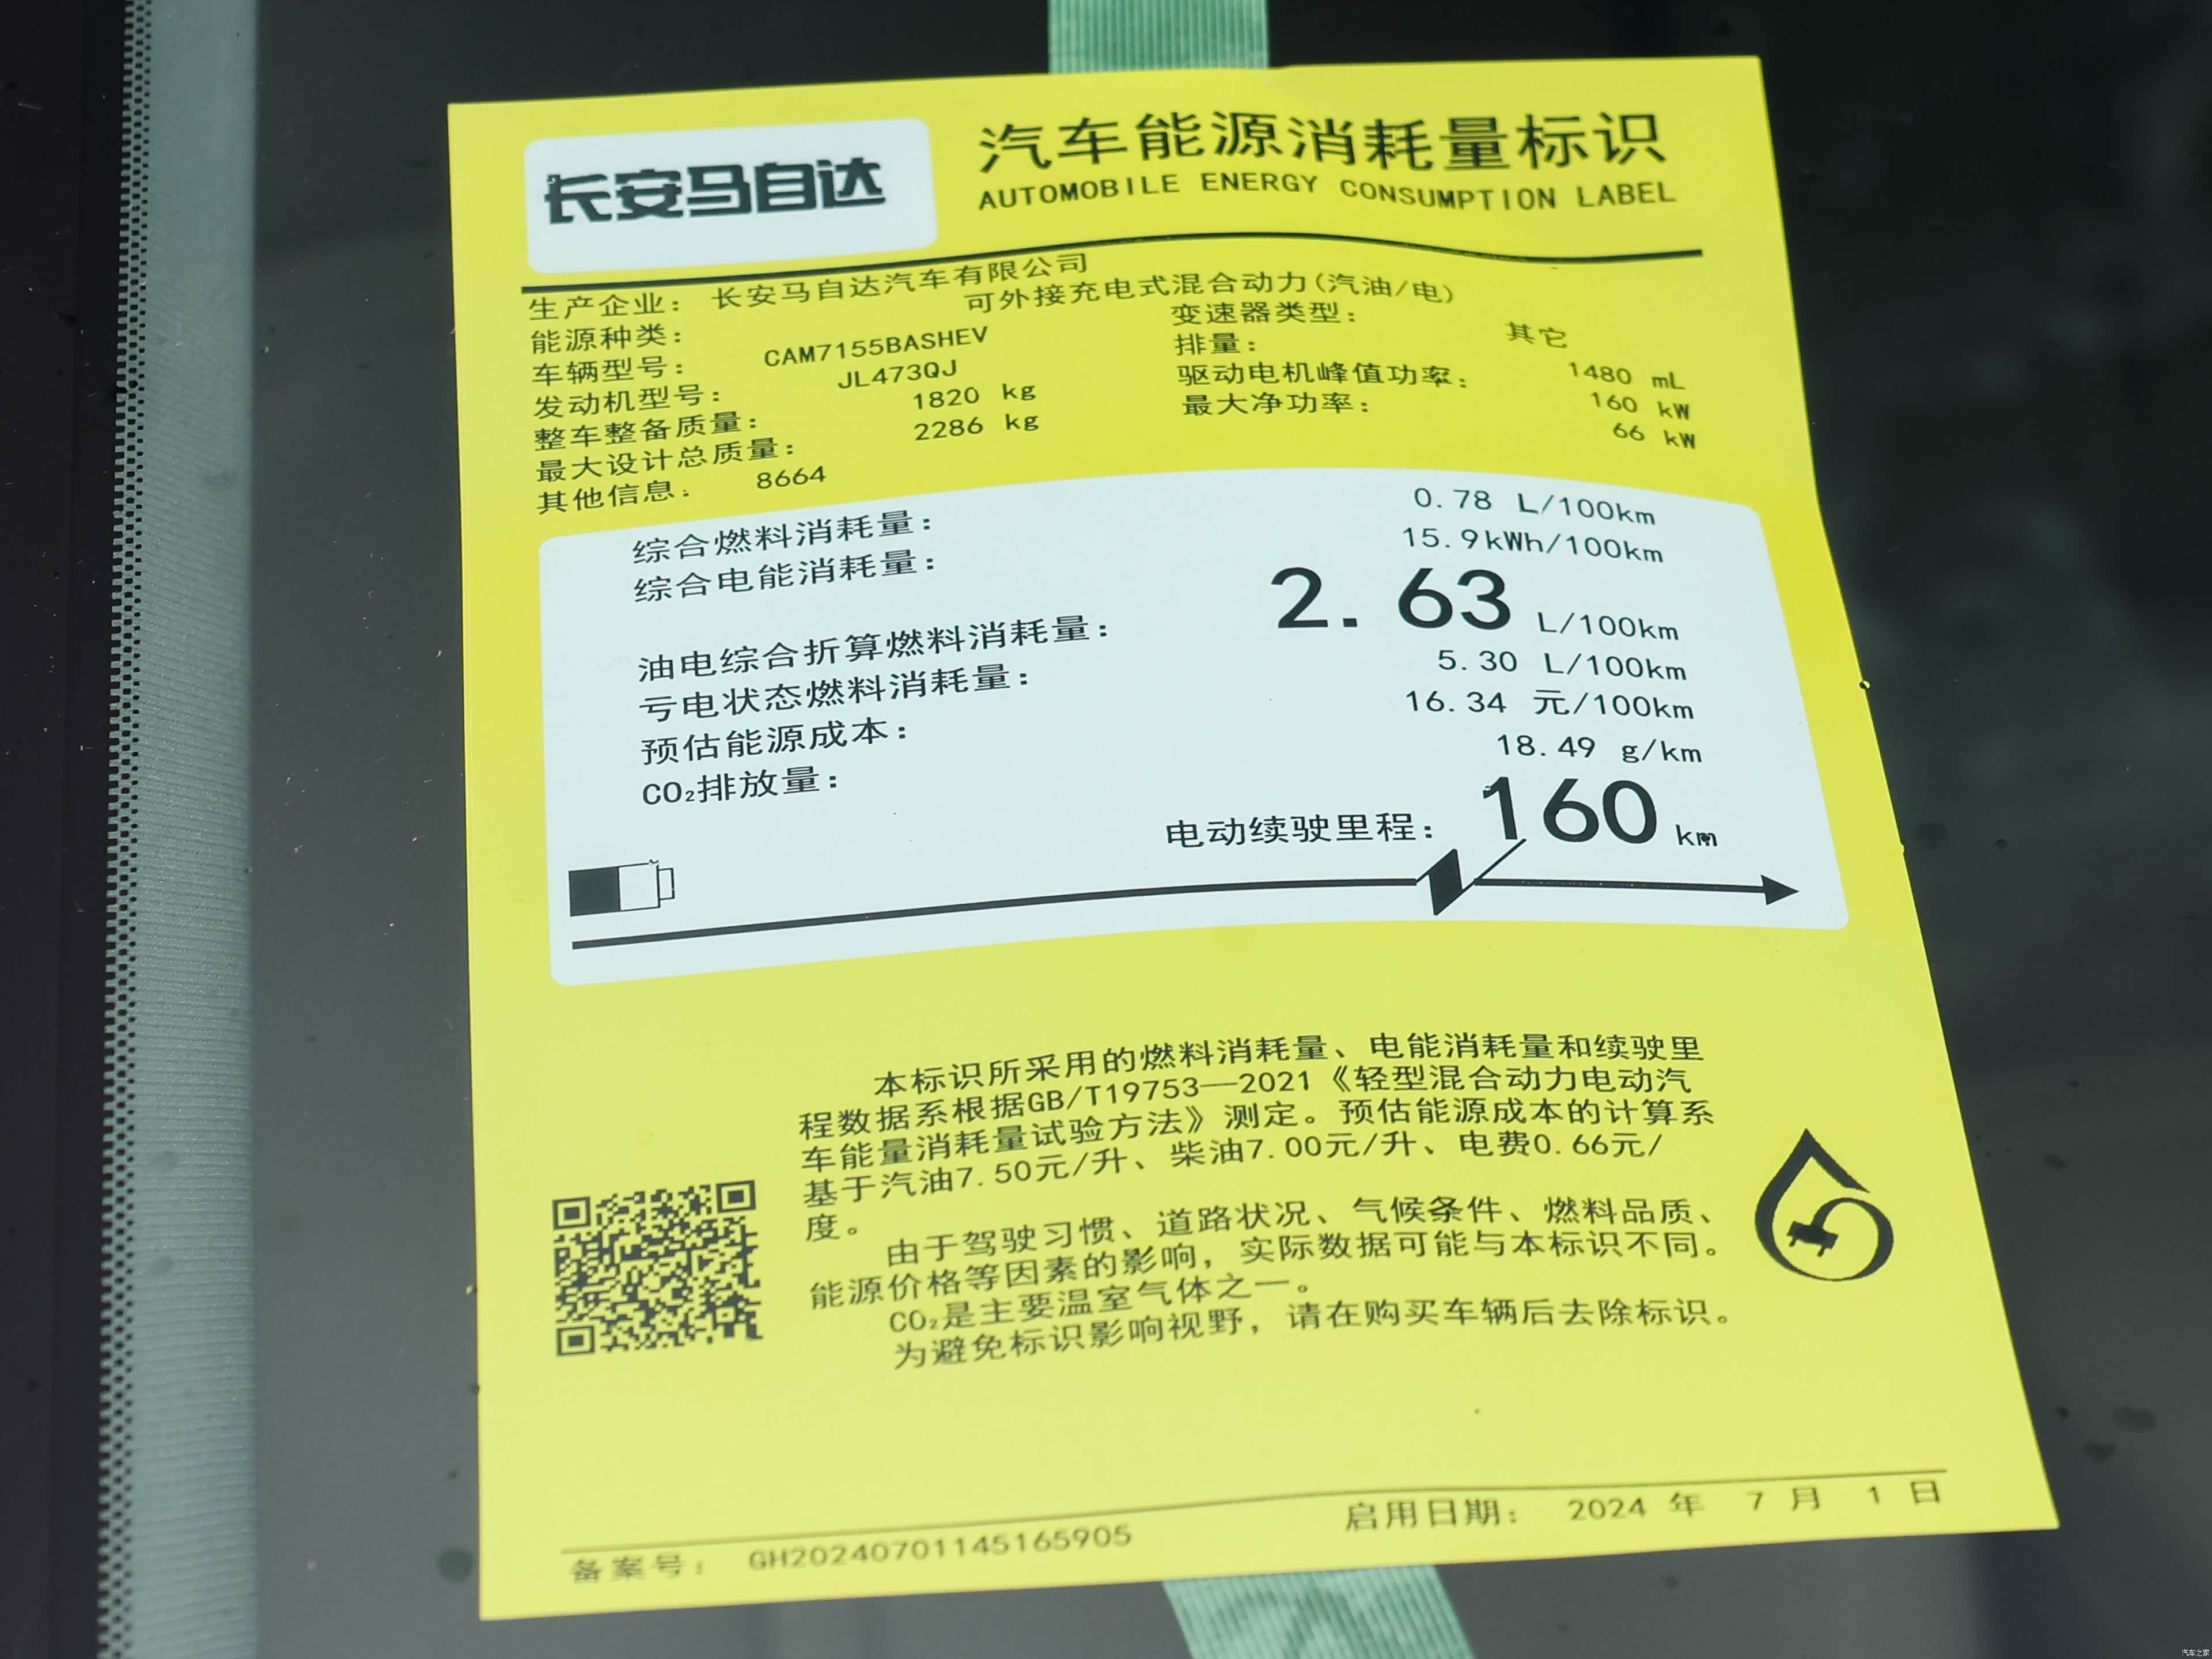 长安马自达
汽车能源消耗量标识
AUTOMOBILE ENERGY CONSUMPTION LABEL
生产企业： 长安马自达汽车有限公司
能源种类： 可外接充电式混合动力(汽油/电)
车辆型号： CAM7155BASHEV 变速器类型： 其它
发动机型号： JL473QJ 排量： 1480 mL
整车整备质量： 1820 kg 驱动电机峰值功率： 160 kW
最大设计总质量： 2286 kg 最大净功率： 66 kW
其他信息： 8664
综合燃料消耗量： 0.78 L/100km
综合电能消耗量： 15.9kWh/100km
油电综合折算燃料消耗量： 2.63 L/100km
亏电状态燃料消耗量： 5.30 L/100km
预估能源成本： 16.34 元/100km
CO₂排放量： 18.49 g/km
电动续驶里程： 160 km
本标识所采用的燃料消耗量、电能消耗量和续驶里
程数据系根据GB/T19753—2021《轻型混合动力电动汽
车能量消耗量试验方法》测定。预估能源成本的计算系
基于汽油7.50元/升、柴油7.00元/升、电费0.66元/
度。
由于驾驶习惯、道路状况、气候条件、燃料品质、
能源价格等因素的影响，实际数据可能与本标识不同。
CO₂是主要温室气体之一。
为避免标识影响视野，请在购买车辆后去除标识。
备案号： GH20240701145165905 启用日期： 2024 年 7 月 1 日
汽车之家